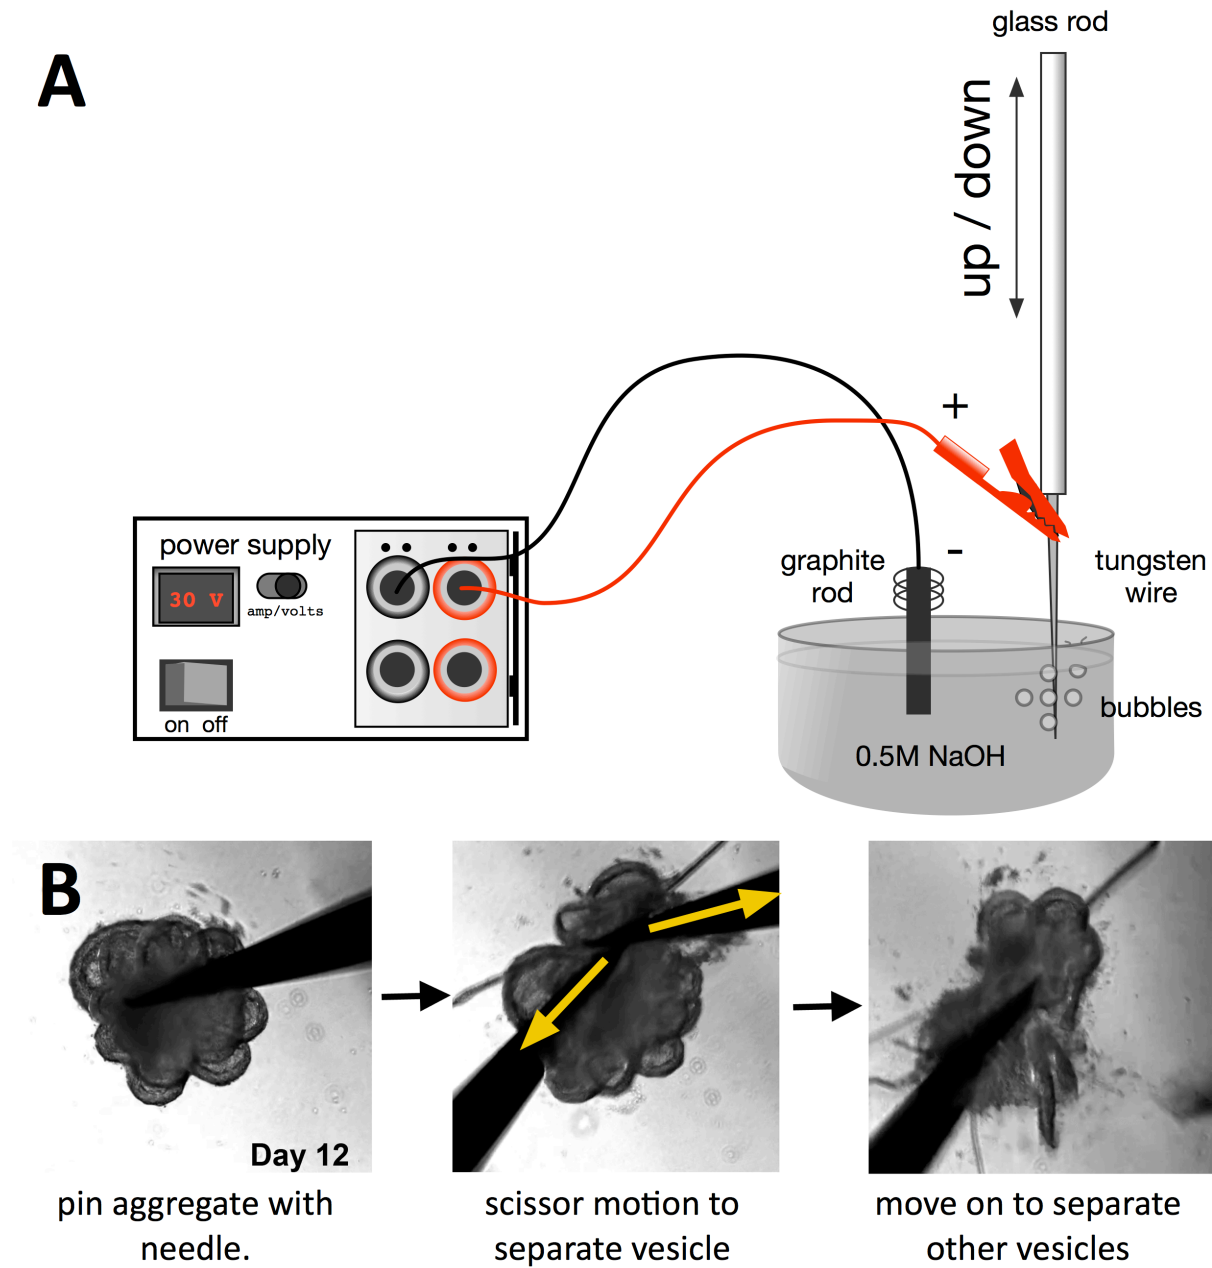 A
glass rod
up / down
+
-
power supply
30 V
amp/volts
on off
graphite
rod
tungsten
wire
bubbles
0.5M NaOH
B
Day 12
pin aggregate with
needle.
scissor motion to
separate vesicle
move on to separate
other vesicles